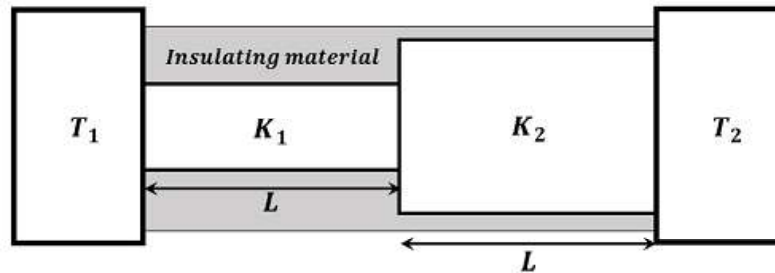 Insulating material
T₁
K₁
K₂
T₂
L
L